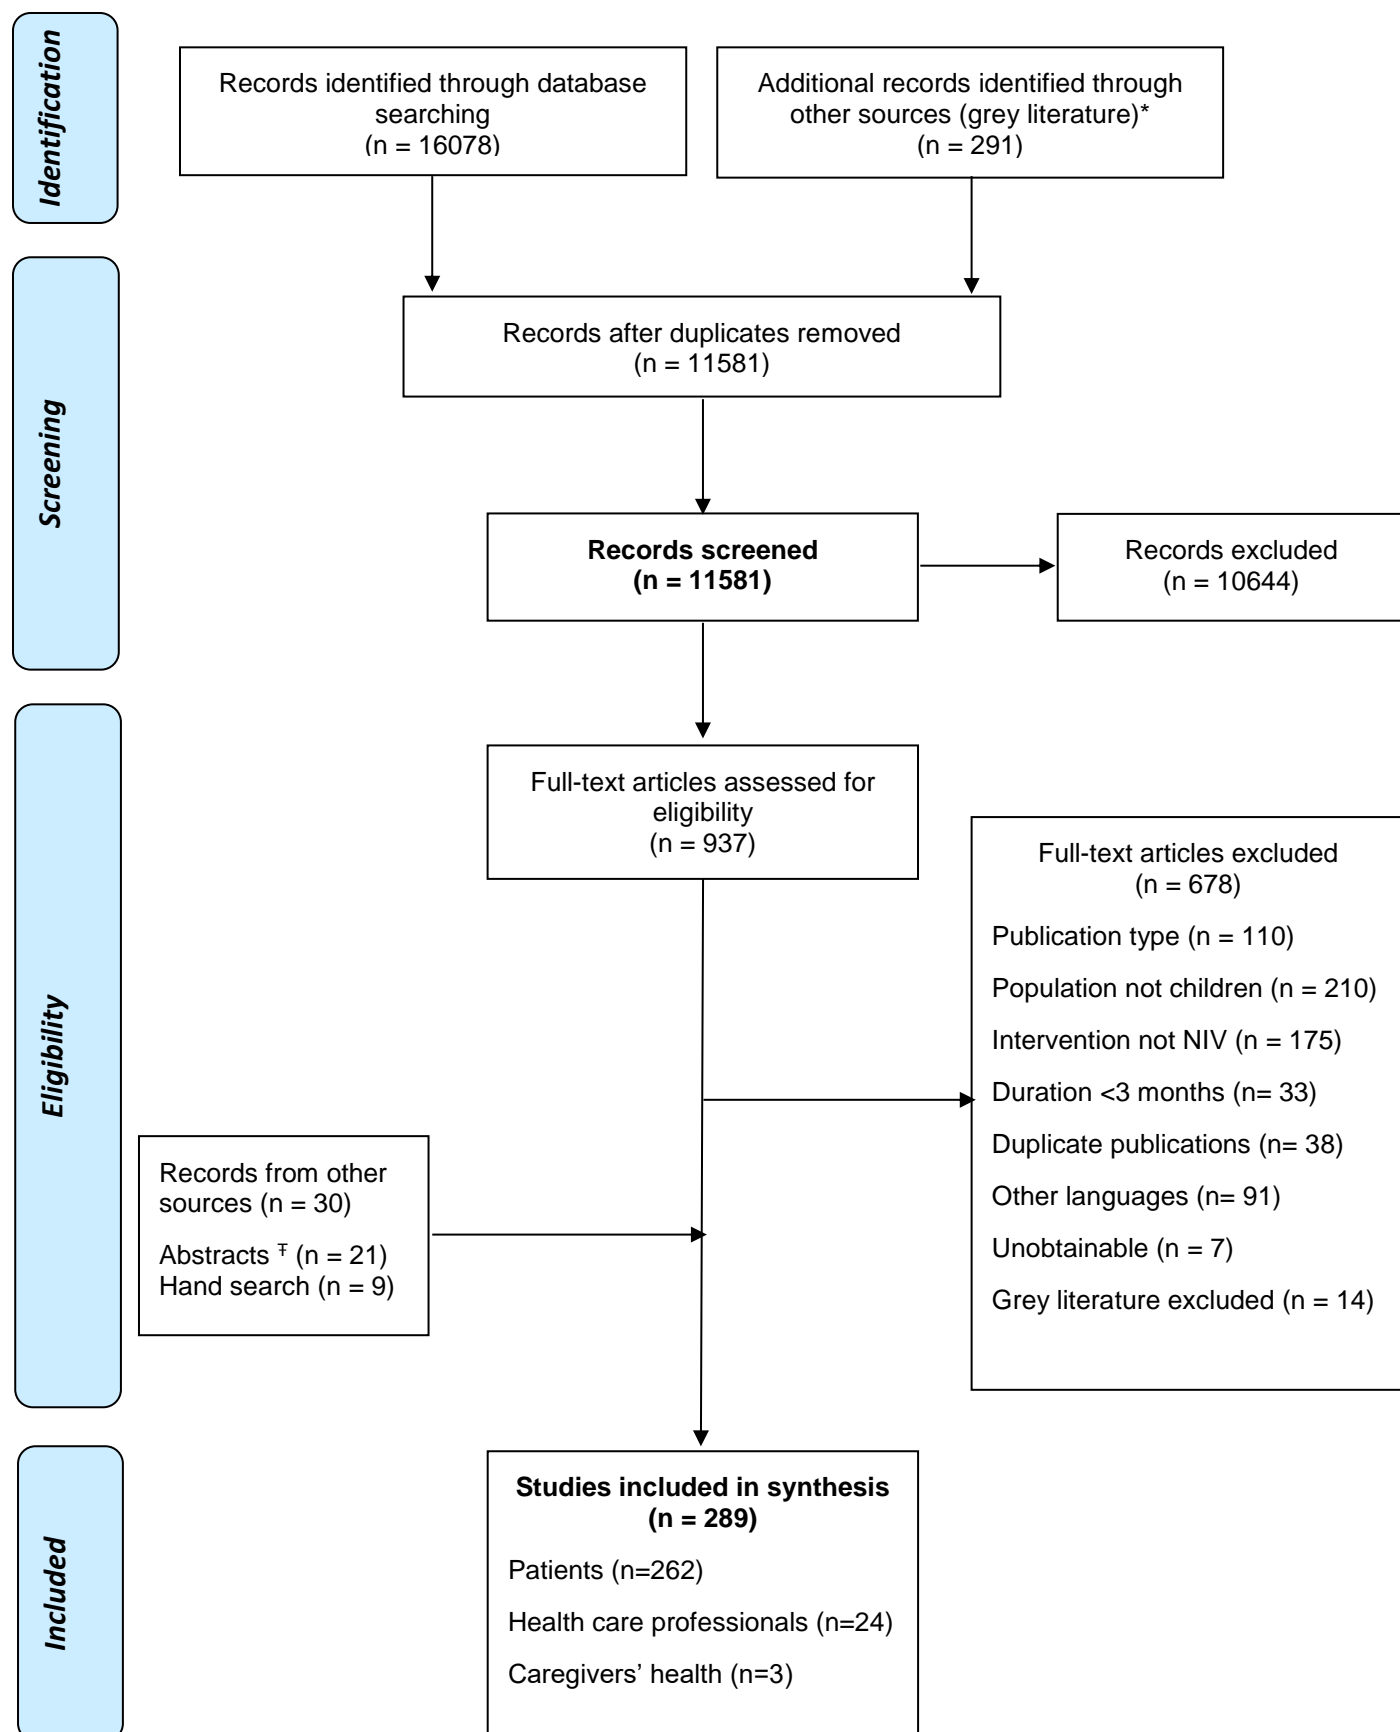 Identification
Records identified through database
searching
(n = 16078)
Additional records identified through
other sources (grey literature)*
(n = 291)
Screening
Records after duplicates removed
(n = 11581)
Records screened
(n = 11581)
Records excluded
(n = 10644)
Eligibility
Full-text articles assessed for
eligibility
(n = 937)
Full-text articles excluded
(n = 678)
Publication type (n = 110)
Population not children (n = 210)
Intervention not NIV (n = 175)
Duration <3 months (n= 33)
Duplicate publications (n= 38)
Other languages (n= 91)
Unobtainable (n = 7)
Grey literature excluded (n = 14)
Records from other
sources (n = 30)
Abstracts Ŧ (n = 21)
Hand search (n = 9)
Included
Studies included in synthesis
(n = 289)
Patients (n=262)
Health care professionals (n=24)
Caregivers’ health (n=3)